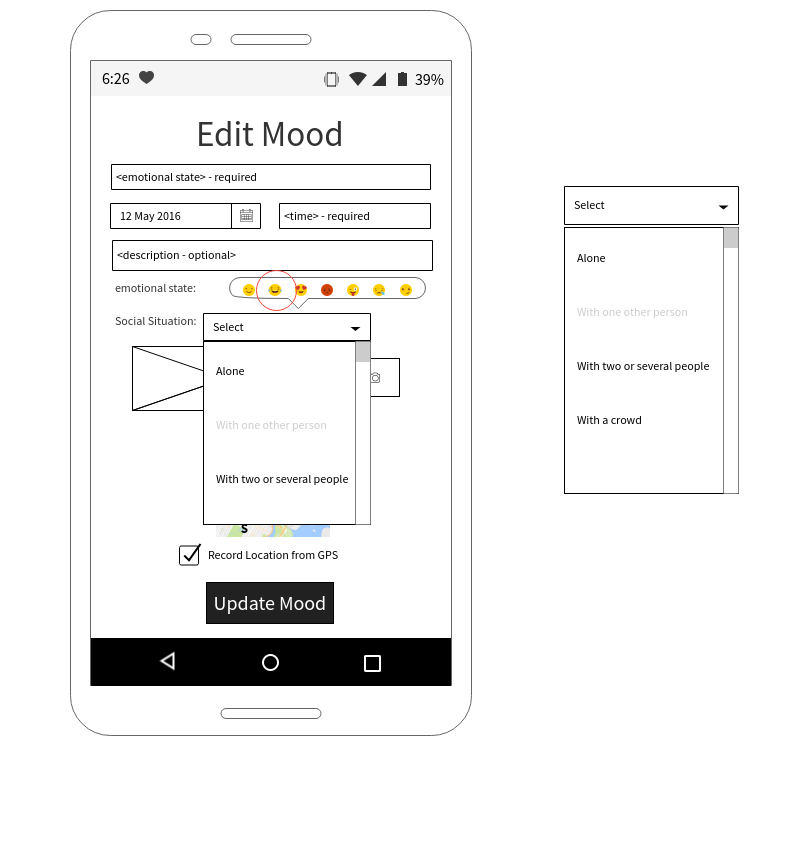 6:26
39%
Edit Mood
<emotional state> - required
12 May 2016
<time> - required
<description - optional>
emotional state:
Social Situation:
Select
Alone
With one other person
With two or several people
S
Record Location from GPS
Update Mood
Select
Alone
With one other person
With two or several people
With a crowd